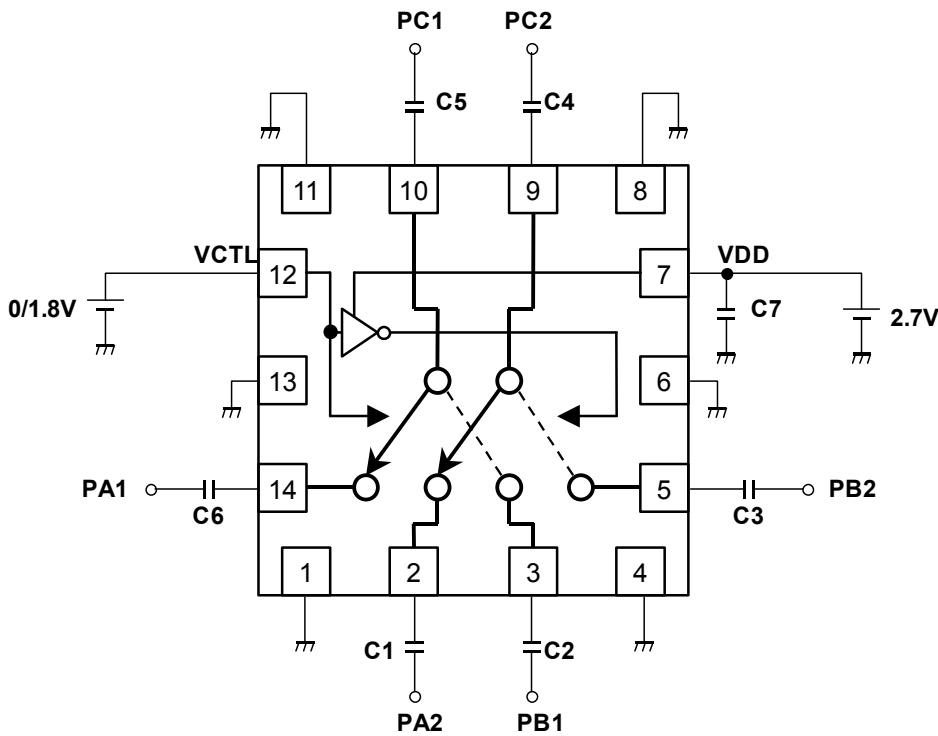 PC1 PC2
C5 C4
11 10 9 8
VCTL 12 7 VDD
0/1.8V C7 2.7V
13 6
PA1 14 5 PB2
C6 C3
1 2 3 4
C1 C2
PA2 PB1